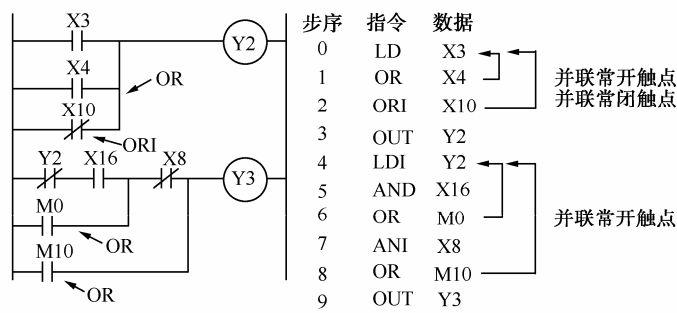 X3
Y2
X4
OR
X10
ORI
Y2 X16 X8
Y3
M0
OR
M10
OR
步序 指令 数据
0 LD X3
1 OR X4 并联常开触点
2 ORI X10 并联常闭触点
3 OUT Y2
4 LDI Y2
5 AND X16
6 OR M0 并联常开触点
7 ANI X8
8 OR M10
9 OUT Y3